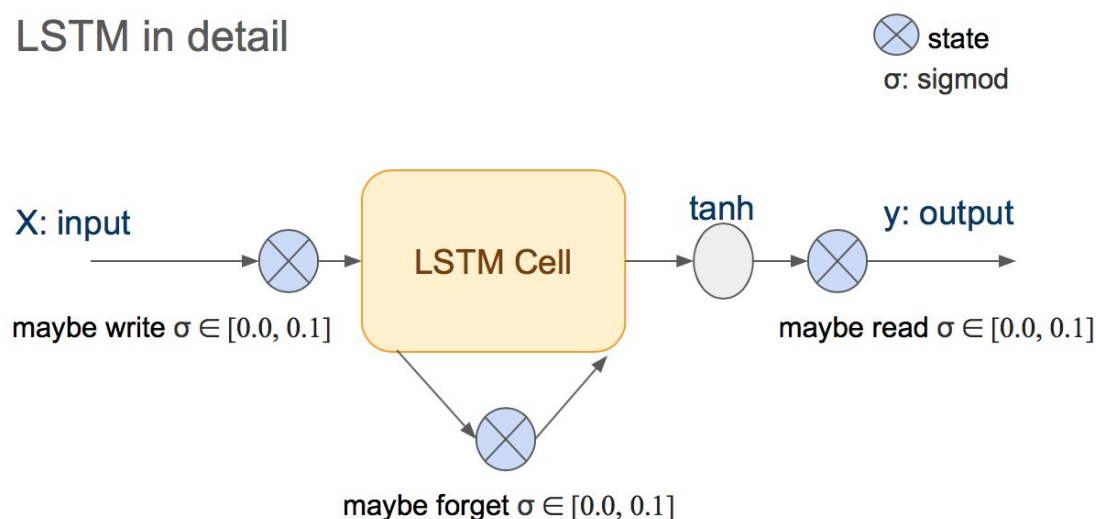 LSTM in detail
state
σ: sigmod
X: input
tanh
y: output
LSTM Cell
maybe write σ ∈ [0.0, 0.1]
maybe read σ ∈ [0.0, 0.1]
maybe forget σ ∈ [0.0, 0.1]